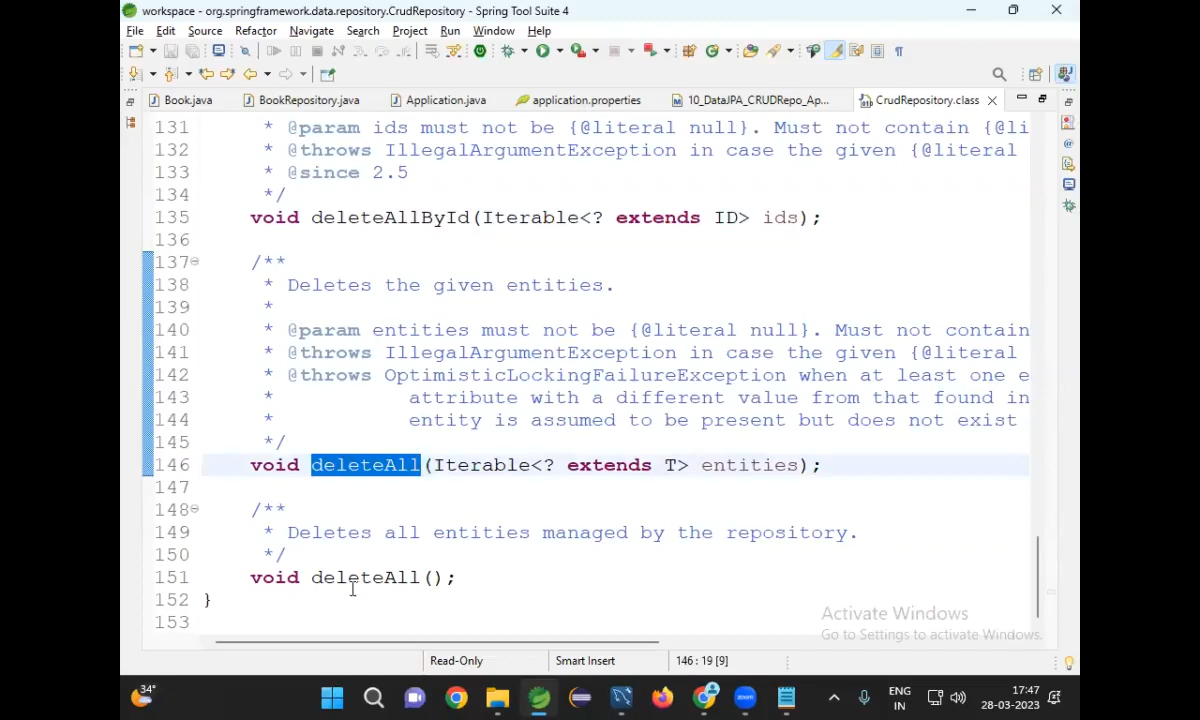 workspace - org.springframework.data.repository.CrudRepository - Spring Tool Suite 4
File Edit Source Refactor Navigate Search Project Run Window Help
Book.java BookRepository.java Application.java application.properties 10_DataJPA_CRUDRepo_Ap... CrudRepository.class
131 * @param ids must not be {@literal null}. Must not contain {@li
132 * @throws IllegalArgumentException in case the given {@literal
133 * @since 2.5
134 */
135 void deleteAllById(Iterable<? extends ID> ids);
136
137 /**
138 * Deletes the given entities.
139 *
140 * @param entities must not be {@literal null}. Must not contain
141 * @throws IllegalArgumentException in case the given {@literal
142 * @throws OptimisticLockingFailureException when at least one e
143 * attribute with a different value from that found in
144 * entity is assumed to be present but does not exist
145 */
146 void deleteAll(Iterable<? extends T> entities);
147
148 /**
149 * Deletes all entities managed by the repository.
150 */
151 void deleteAll();
152 }
153
Activate Windows
Go to Settings to activate Windows.
Read-Only Smart Insert 146 : 19 [9]
34°
zoom
ENG
IN
17:47
28-03-2023